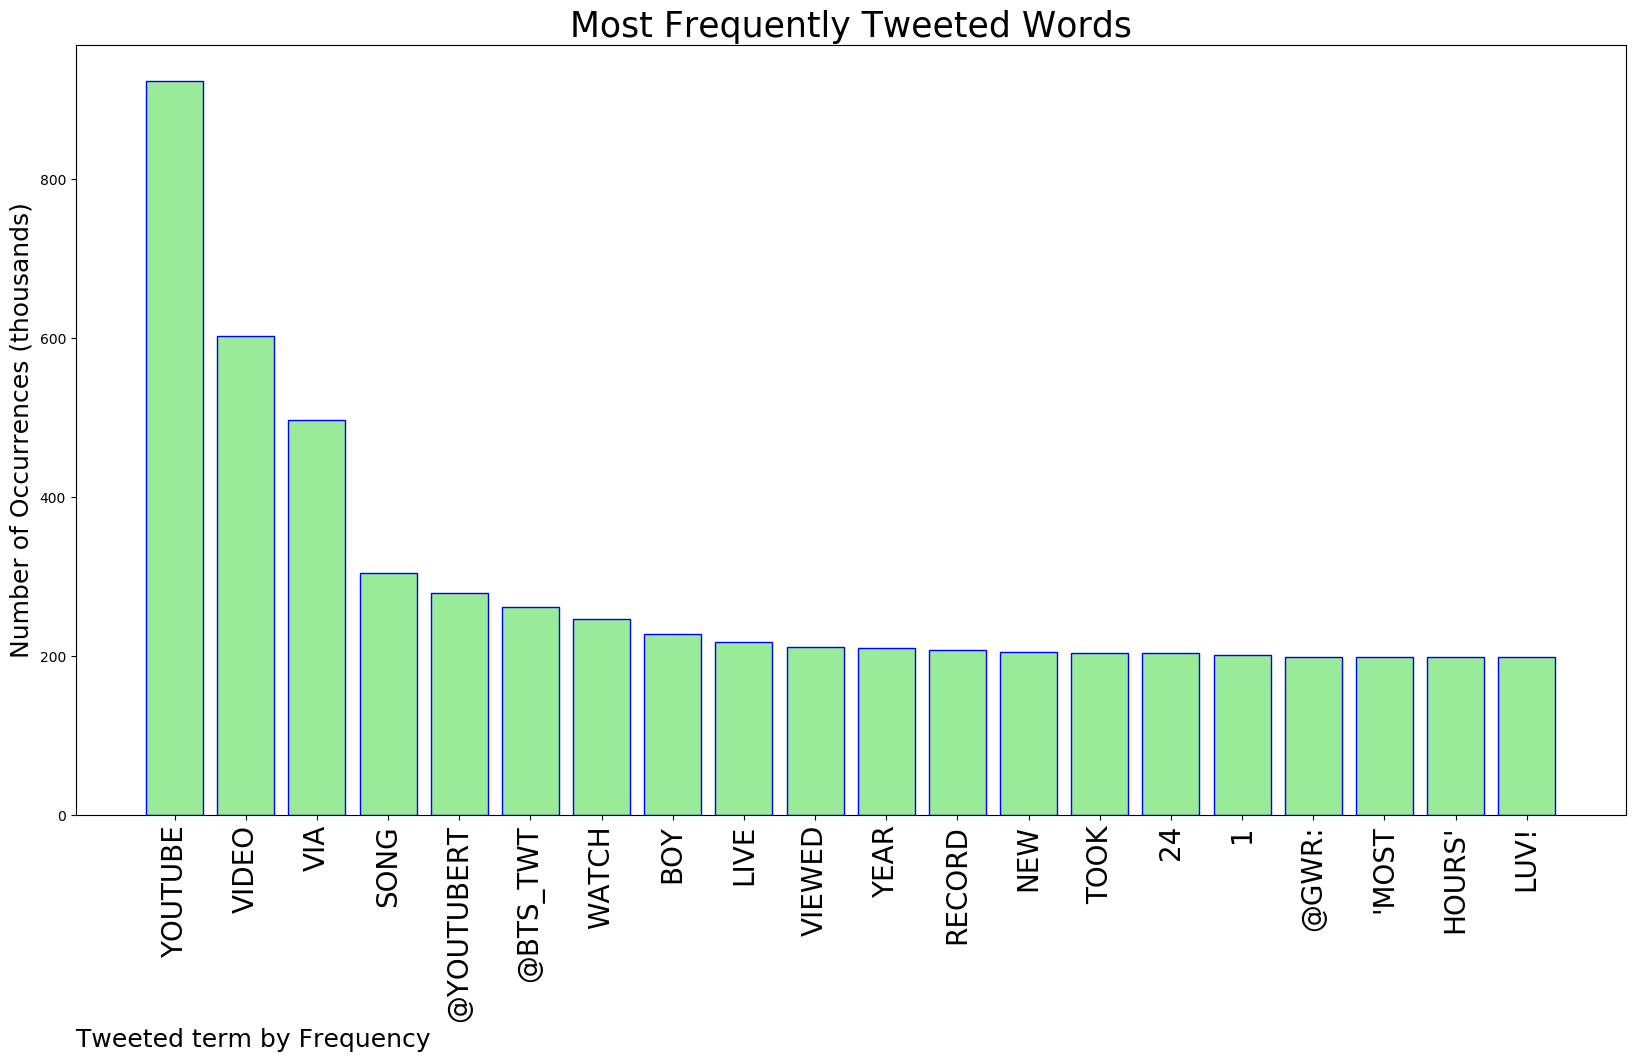 Most Frequently Tweeted Words
Number of Occurrences (thousands)
800
600
400
200
0
YOUTUBE
VIDEO
VIA
SONG
@YOUTUBERT
@BTS_TWT
WATCH
BOY
LIVE
VIEWED
YEAR
RECORD
NEW
TOOK
24
1
@GWR:
'MOST
HOURS'
LUV!
Tweeted term by Frequency